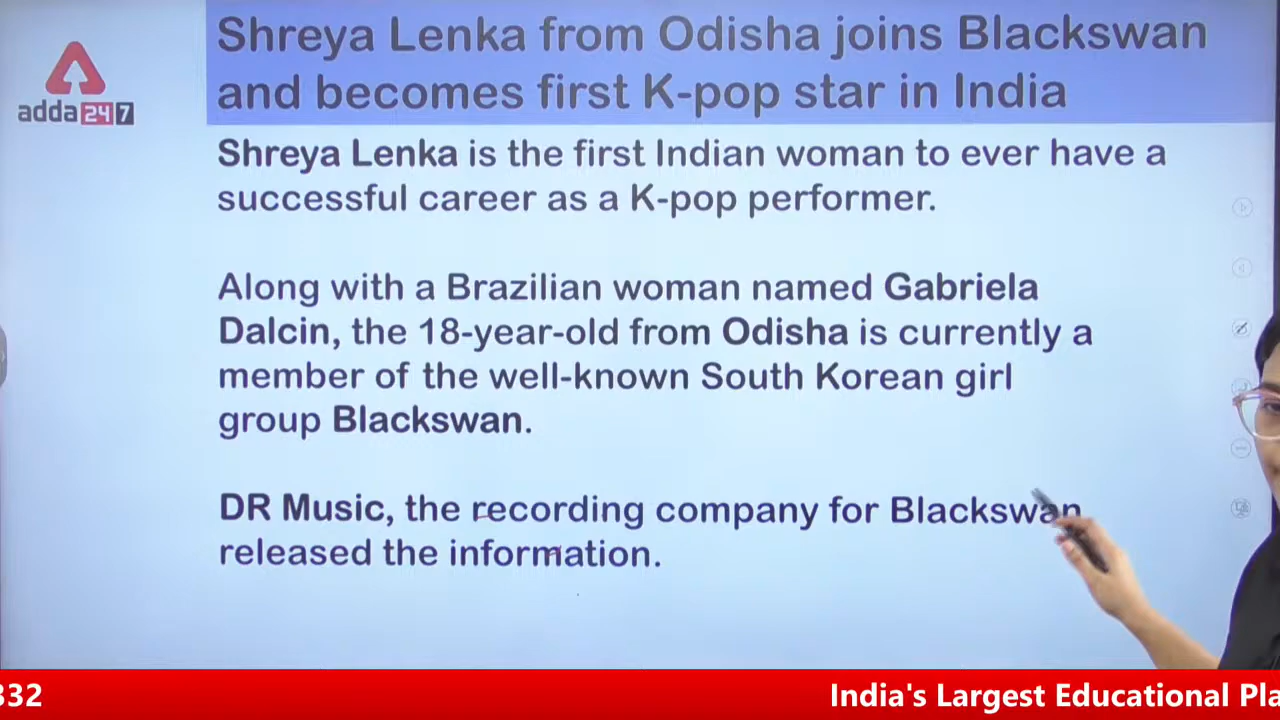 Shreya Lenka from Odisha joins Blackswan
and becomes first K-pop star in India
adda247
Shreya Lenka is the first Indian woman to ever have a
successful career as a K-pop performer.
Along with a Brazilian woman named Gabriela
Dalcin, the 18-year-old from Odisha is currently a
member of the well-known South Korean girl
group Blackswan.
DR Music, the recording company for Blackswan
released the information.
332
India's Largest Educational Pla